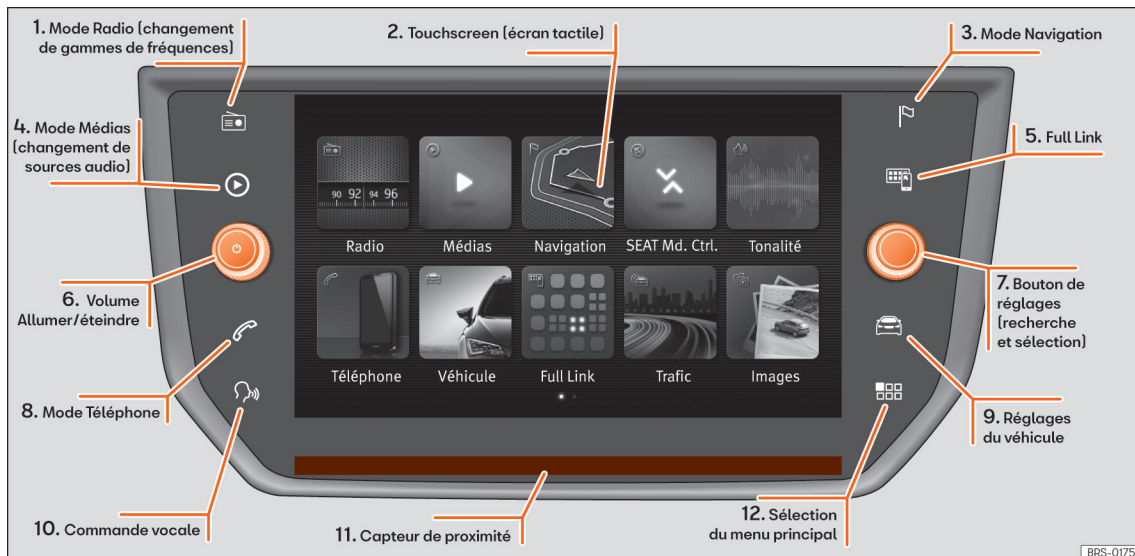 1. Mode Radio (changement
de gammes de fréquences)
2. Touchscreen (écran tactile)
3. Mode Navigation
4. Mode Médias
(changement de
sources audio)
5. Full Link
90 92 94 96
Radio
Médias
Navigation
SEAT Md. Ctrl.
Tonalité
6. Volume
Allumer/éteindre
7. Bouton de
réglages
(recherche
et sélection)
Téléphone
Véhicule
Full Link
Trafic
Images
8. Mode Téléphone
9. Réglages
du véhicule
10. Commande vocale
11. Capteur de proximité
12. Sélection
du menu principal
BRS-0175